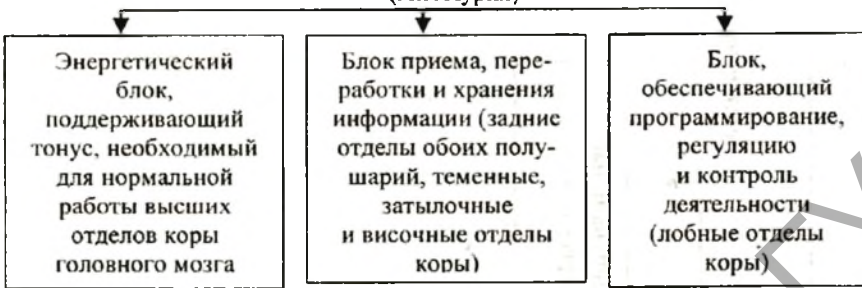 Энергетический
блок,
поддерживающий
тонус, необходимый
для нормальной
работы высших
отделов коры
головного мозга
Блок приема, пере-
работки и хранения
информации (задние
отделы обоих полу-
шарий, теменные,
затылочные
и височные отделы
коры)
Блок,
обеспечивающий
программирование,
регуляцию
и контроль
деятельности
(лобные отделы
коры)